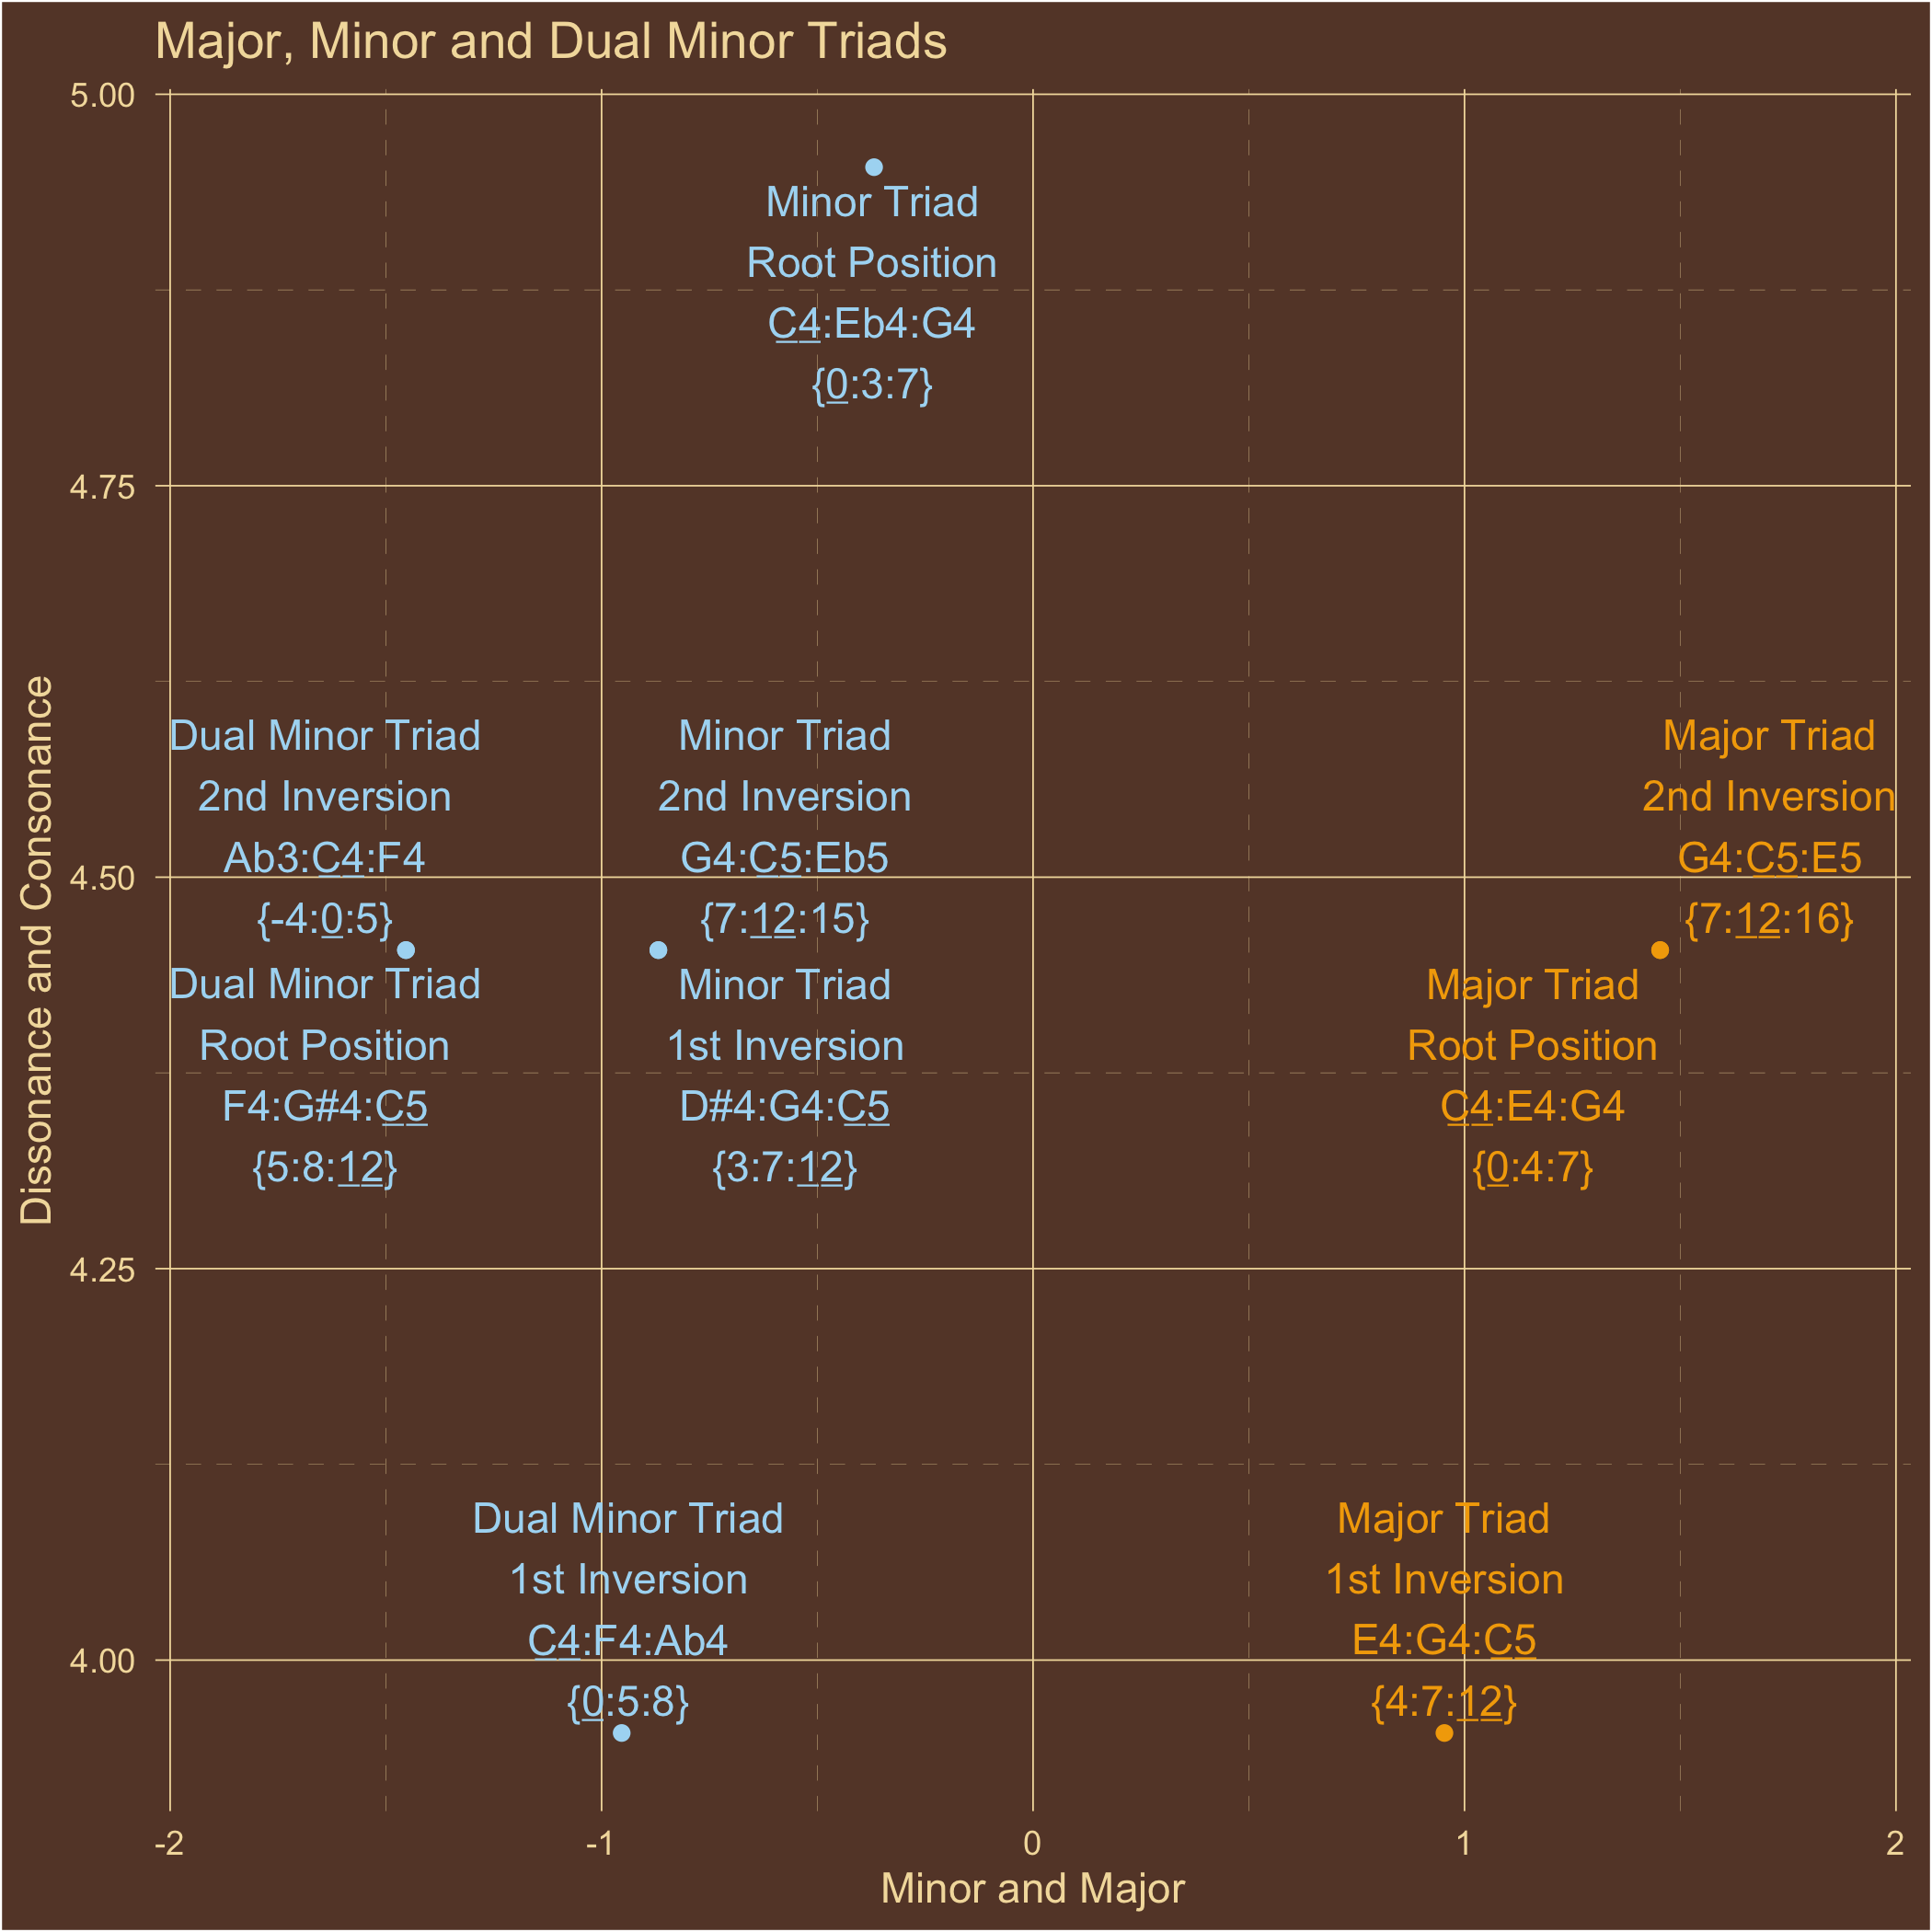 Major, Minor and Dual Minor Triads
5.00
4.75
4.50
4.25
4.00
Dissonance and Consonance
Minor Triad
Root Position
C4:Eb4:G4
{0:3:7}
Dual Minor Triad
2nd Inversion
Ab3:C4:F4
{-4:0:5}
Minor Triad
2nd Inversion
G4:C5:Eb5
{7:12:15}
Major Triad
2nd Inversion
G4:C5:E5
{7:12:16}
Dual Minor Triad
Root Position
F4:G#4:C5
{5:8:12}
Minor Triad
1st Inversion
D#4:G4:C5
{3:7:12}
Major Triad
Root Position
C4:E4:G4
{0:4:7}
Dual Minor Triad
1st Inversion
C4:F4:Ab4
{0:5:8}
Major Triad
1st Inversion
E4:G4:C5
{4:7:12}
-2 -1 0 1 2
Minor and Major